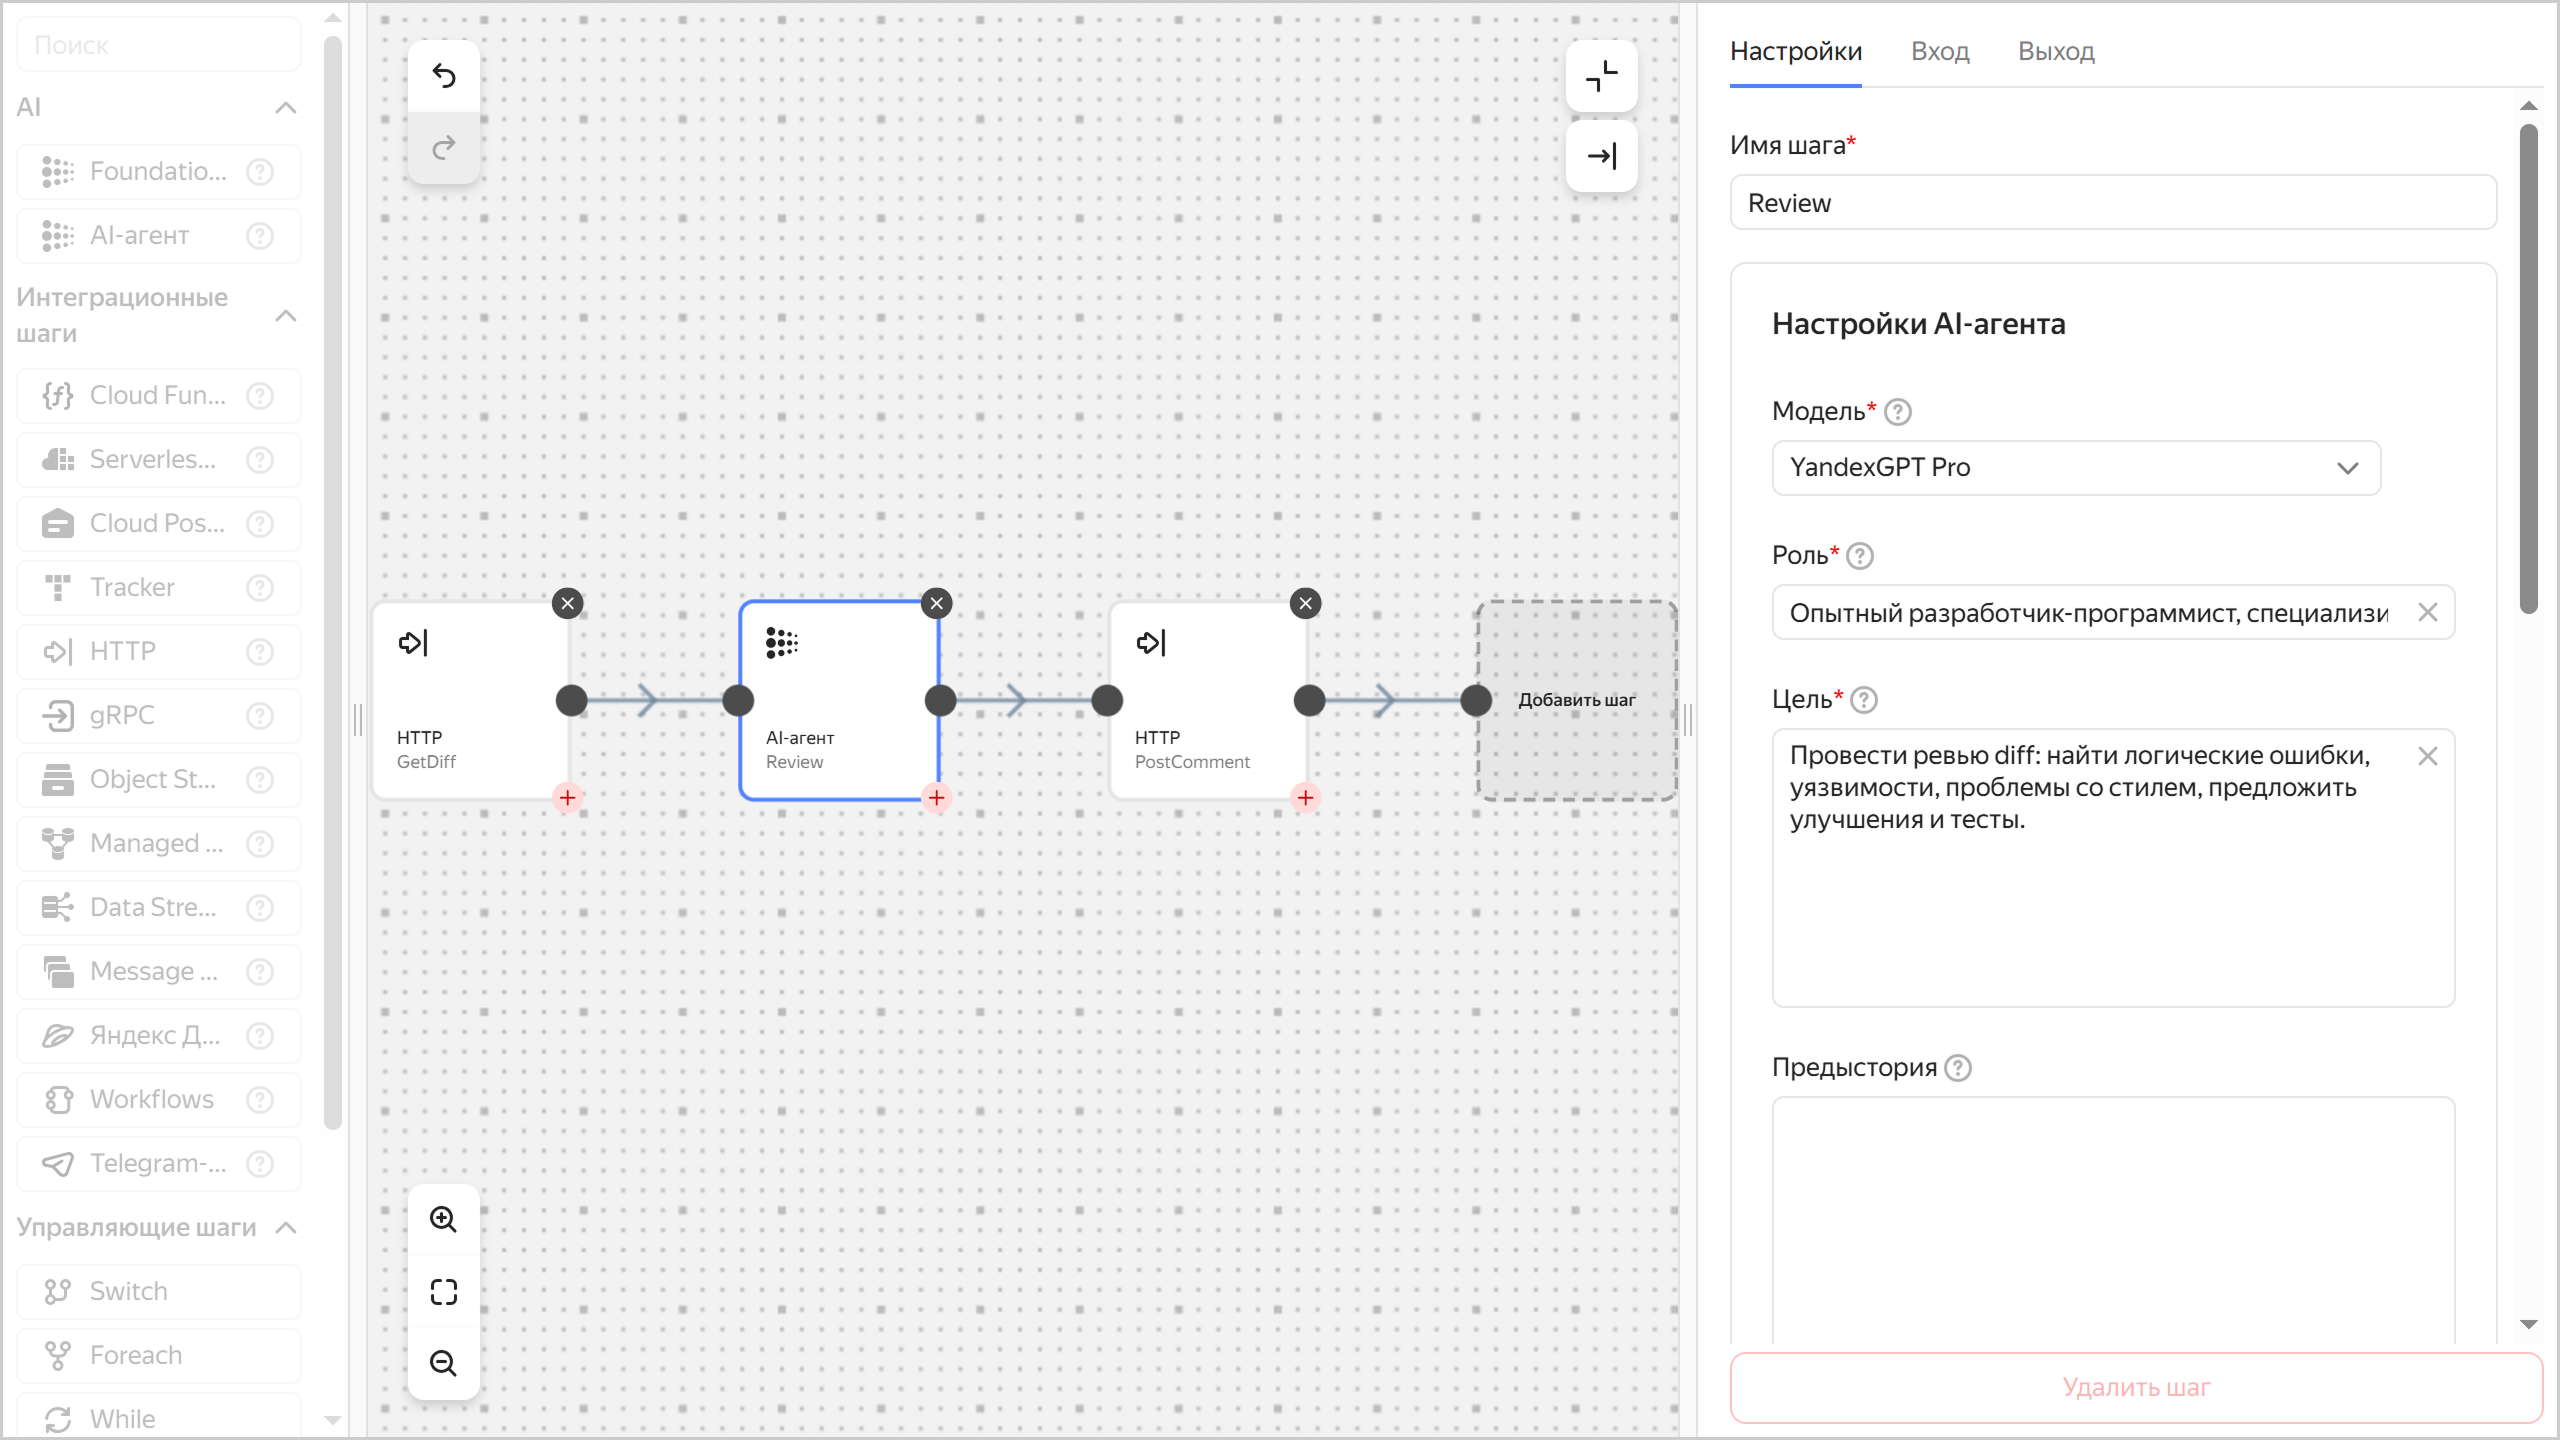 Поиск
AI
Foundatio...
AI-агент
Интеграционные
шаги
Cloud Fun...
Serverles...
Cloud Pos...
Tracker
HTTP
gRPC
Object St...
Managed ...
Data Stre...
Message ...
Яндекс Д...
Workflows
Telegram-...
Управляющие шаги
Switch
Foreach
While
HTTP
GetDiff
AI-агент
Review
HTTP
PostComment
Добавить шаг
Настройки
Вход
Выход
Имя шага*
Review
Настройки AI-агента
Модель*
YandexGPT Pro
Роль*
Опытный разработчик-программист, специализи
Цель*
Провести ревью diff: найти логические ошибки,
уязвимости, проблемы со стилем, предложить
улучшения и тесты.
Предыстория
Удалить шаг